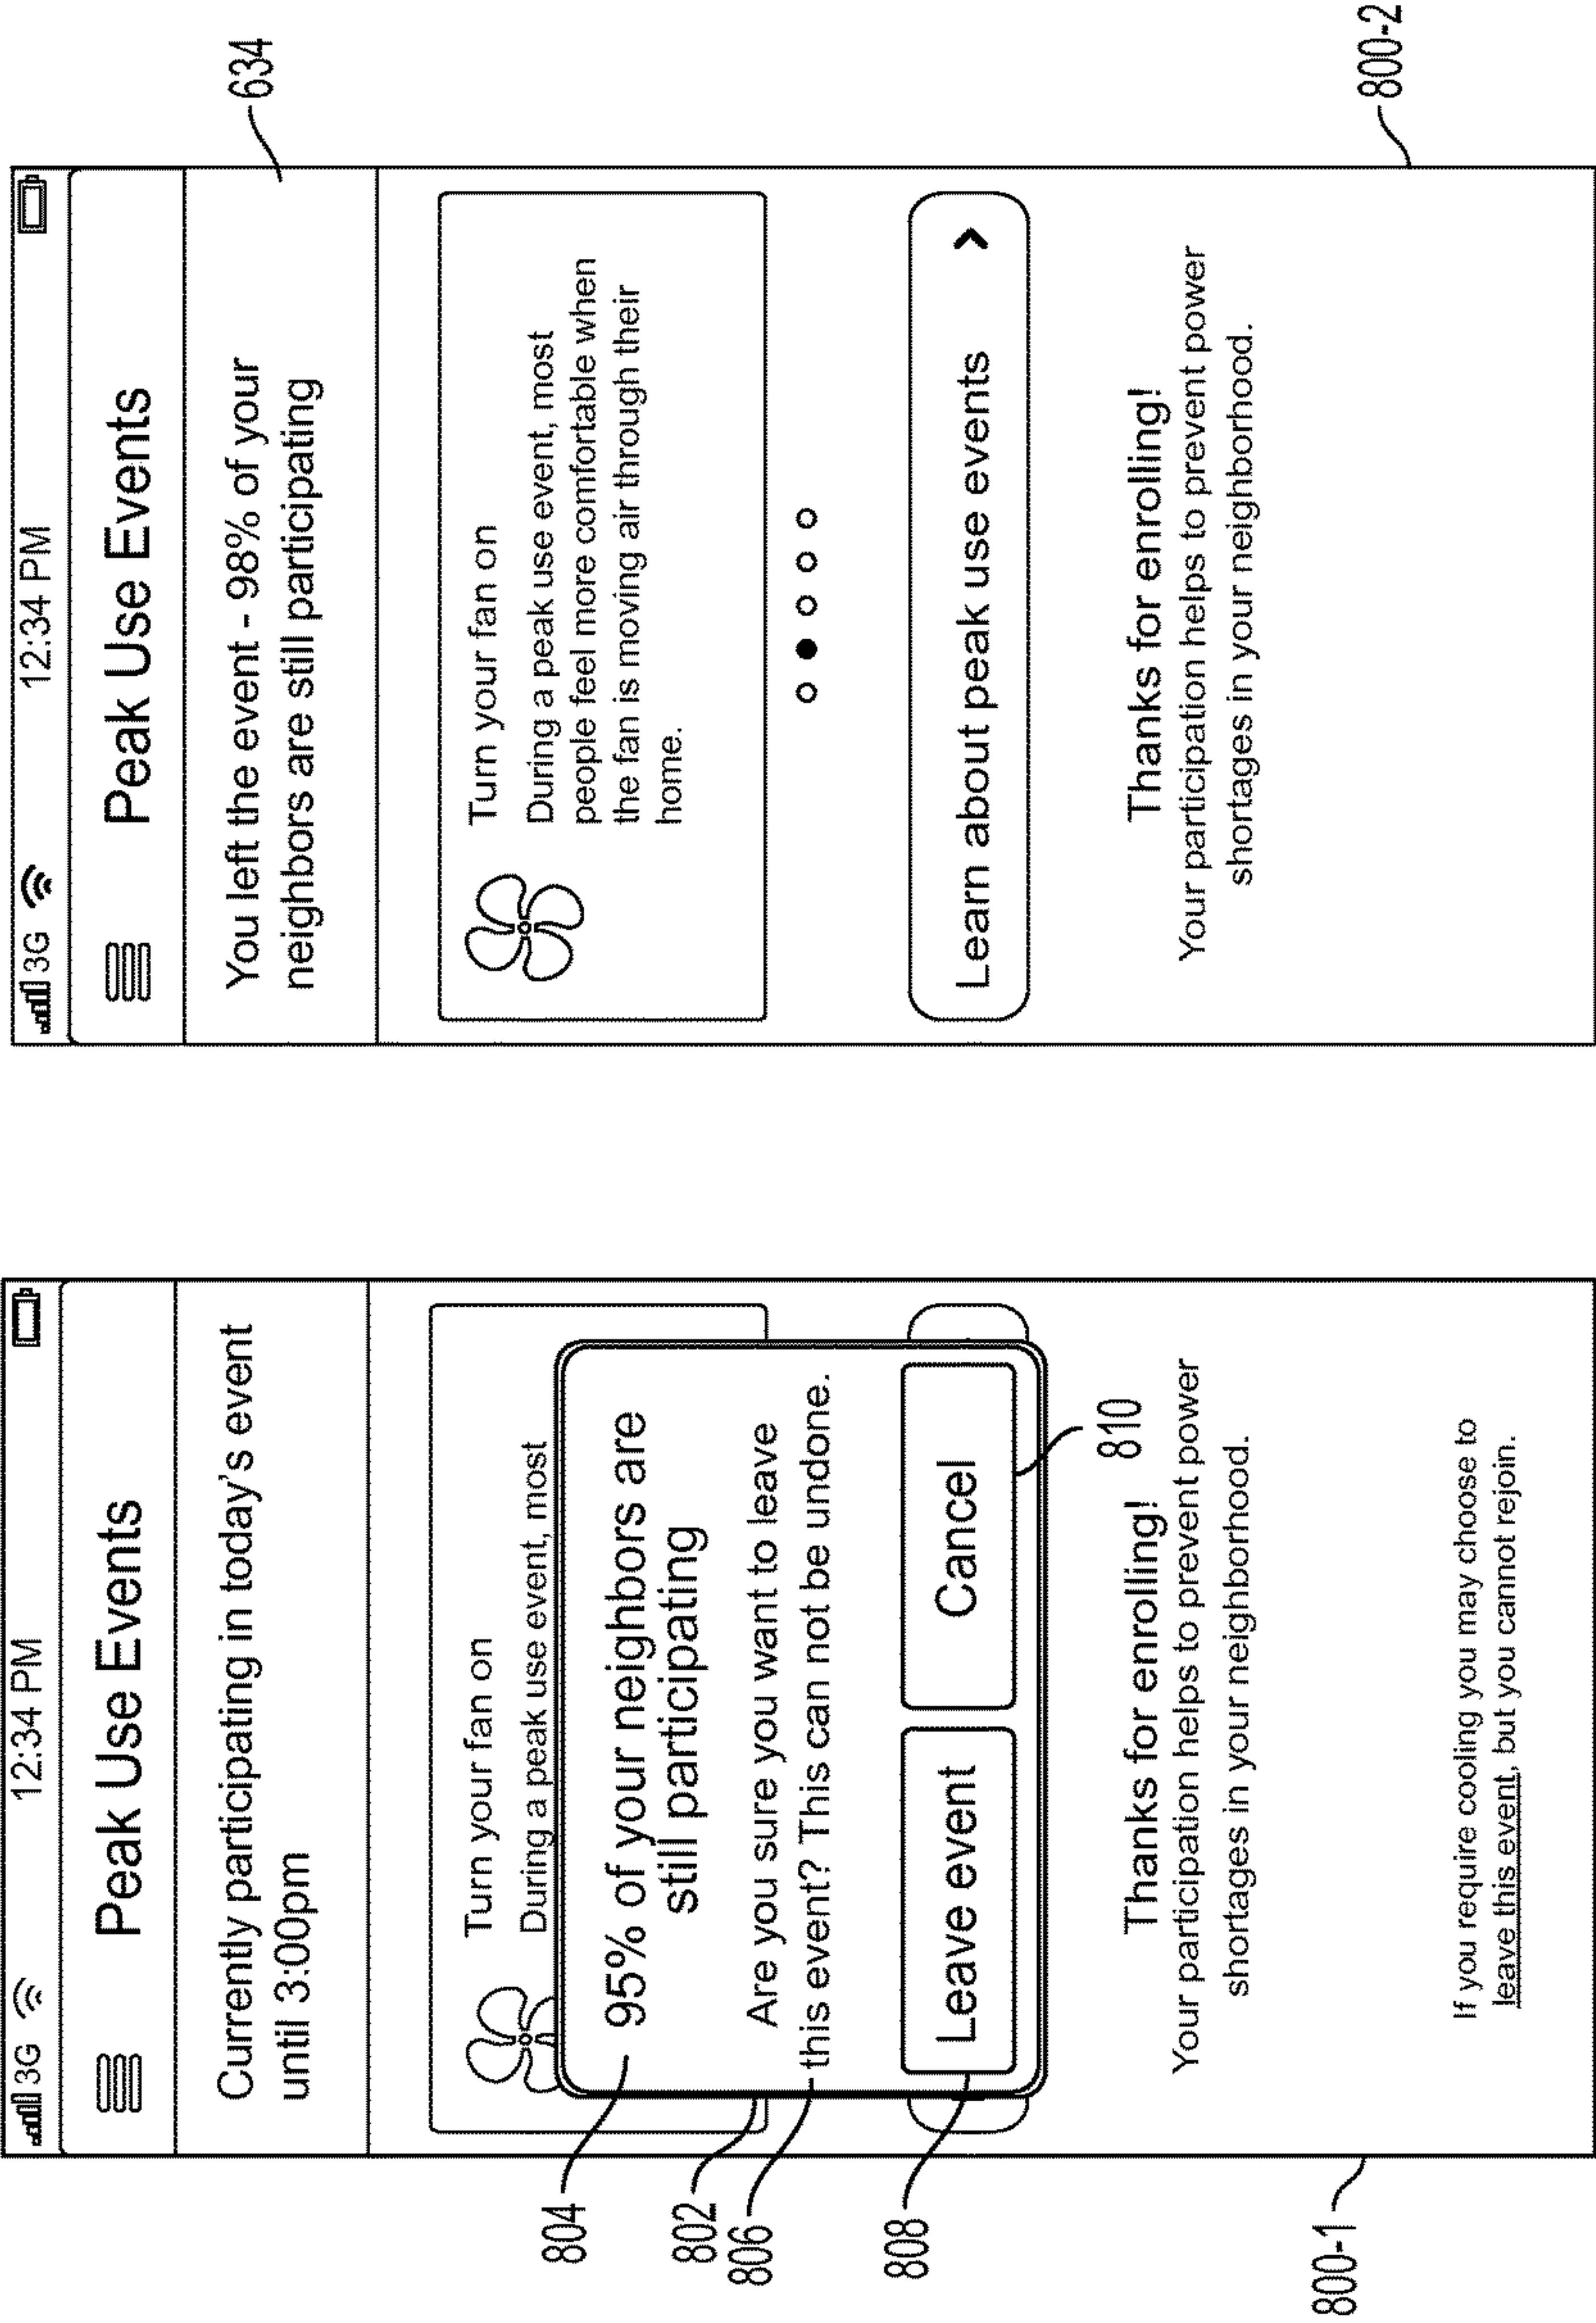 3G 12:34 PM
Peak Use Events
Currently participating in today's event
until 3:00pm
Turn your fan on
During a peak use event, most
95% of your neighbors are
still participating
Are you sure you want to leave
this event? This can not be undone.
Leave event
Cancel
Thanks for enrolling!
Your participation helps to prevent power
shortages in your neighborhood.
If you require cooling you may choose to
leave this event, but you cannot rejoin.
804
802
806
808
810
800-1
3G 12:34 PM
Peak Use Events
You left the event - 98% of your
neighbors are still participating
634
Turn your fan on
During a peak use event, most
people feel more comfortable when
the fan is moving air through their
home.
Learn about peak use events
Thanks for enrolling!
Your participation helps to prevent power
shortages in your neighborhood.
800-2